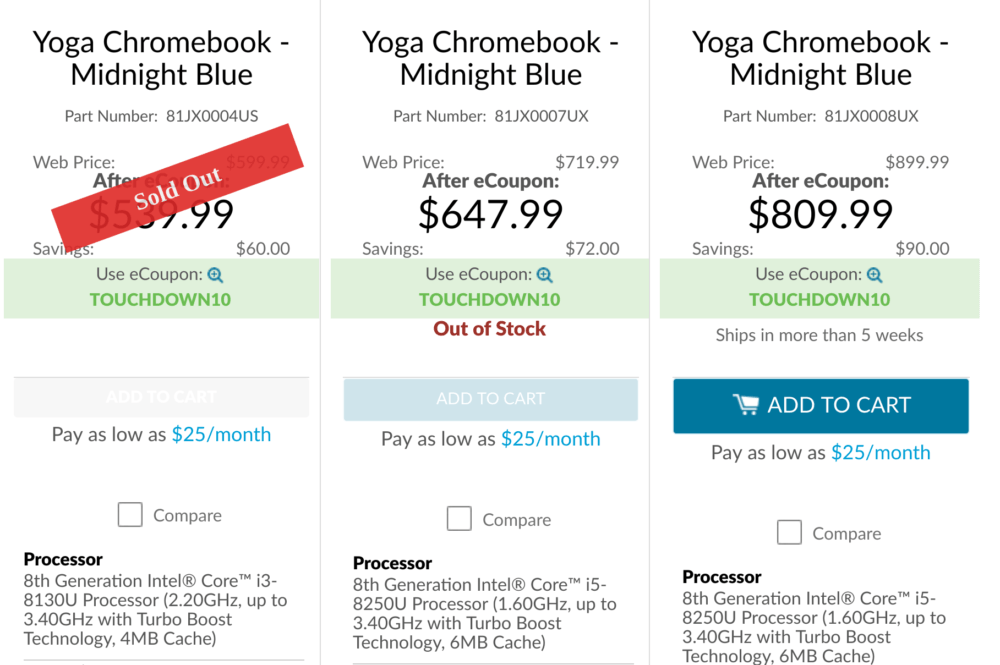 Yoga Chromebook -
Midnight Blue
Part Number: 81JX0004US
Web Price: $599.99
After eCoupon:
Sold Out
$539.99
Savings: $60.00
Use eCoupon:
TOUCHDOWN10
ADD TO CART
Pay as low as $25/month
Compare
Processor
8th Generation Intel® Core™ i3-
8130U Processor (2.20GHz, up to
3.40GHz with Turbo Boost
Technology, 4MB Cache)
Yoga Chromebook -
Midnight Blue
Part Number: 81JX0007UX
Web Price: $719.99
After eCoupon:
$647.99
Savings: $72.00
Use eCoupon:
TOUCHDOWN10
Out of Stock
ADD TO CART
Pay as low as $25/month
Compare
Processor
8th Generation Intel® Core™ i5-
8250U Processor (1.60GHz, up to
3.40GHz with Turbo Boost
Technology, 6MB Cache)
Yoga Chromebook -
Midnight Blue
Part Number: 81JX0008UX
Web Price: $899.99
After eCoupon:
$809.99
Savings: $90.00
Use eCoupon:
TOUCHDOWN10
Ships in more than 5 weeks
ADD TO CART
Pay as low as $25/month
Compare
Processor
8th Generation Intel® Core™ i5-
8250U Processor (1.60GHz, up to
3.40GHz with Turbo Boost
Technology, 6MB Cache)